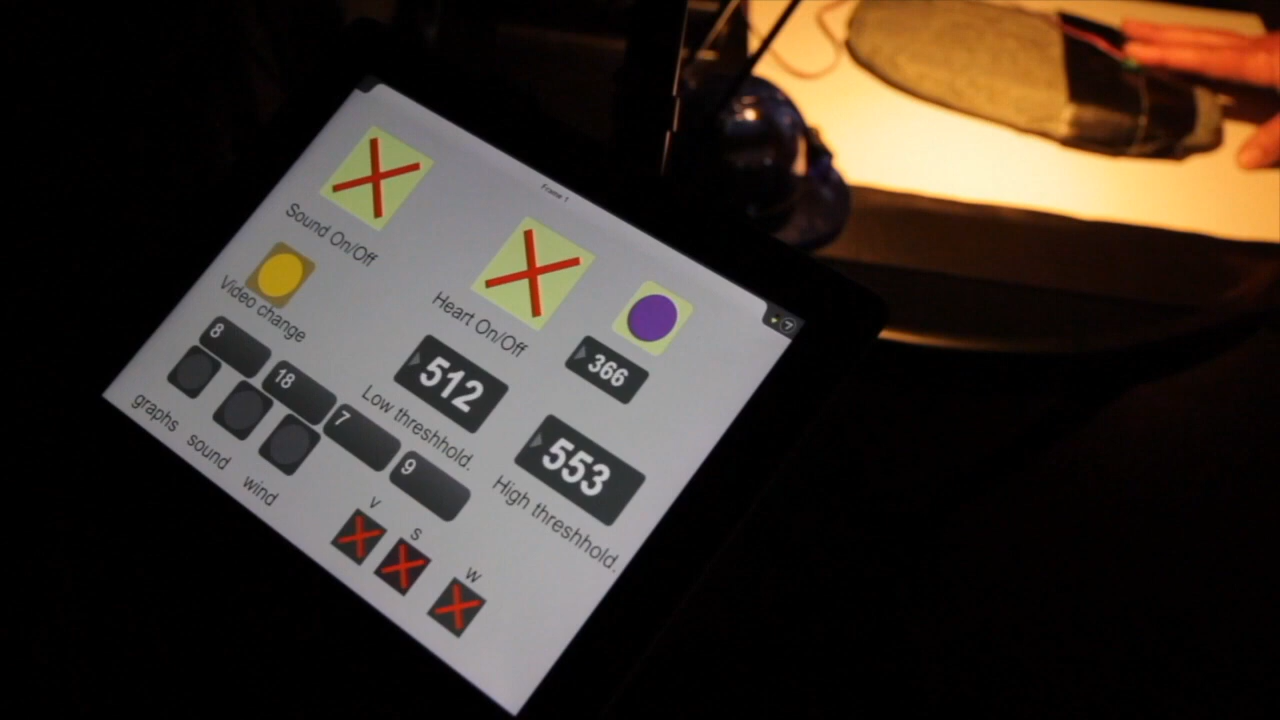 Frame 1
Sound On/Off
Heart On/Off
Video change
366
8
18
7
9
512
Low threshhold.
553
High threshhold.
graphs
sound
wind
v
s
w
?